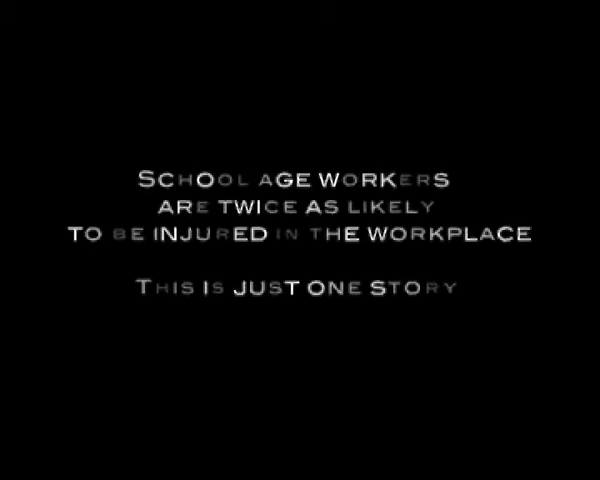 SCHOOL AGE WORKERS
ARE TWICE AS LIKELY
TO BE INJURED IN THE WORKPLACE
THIS IS JUST ONE STORY